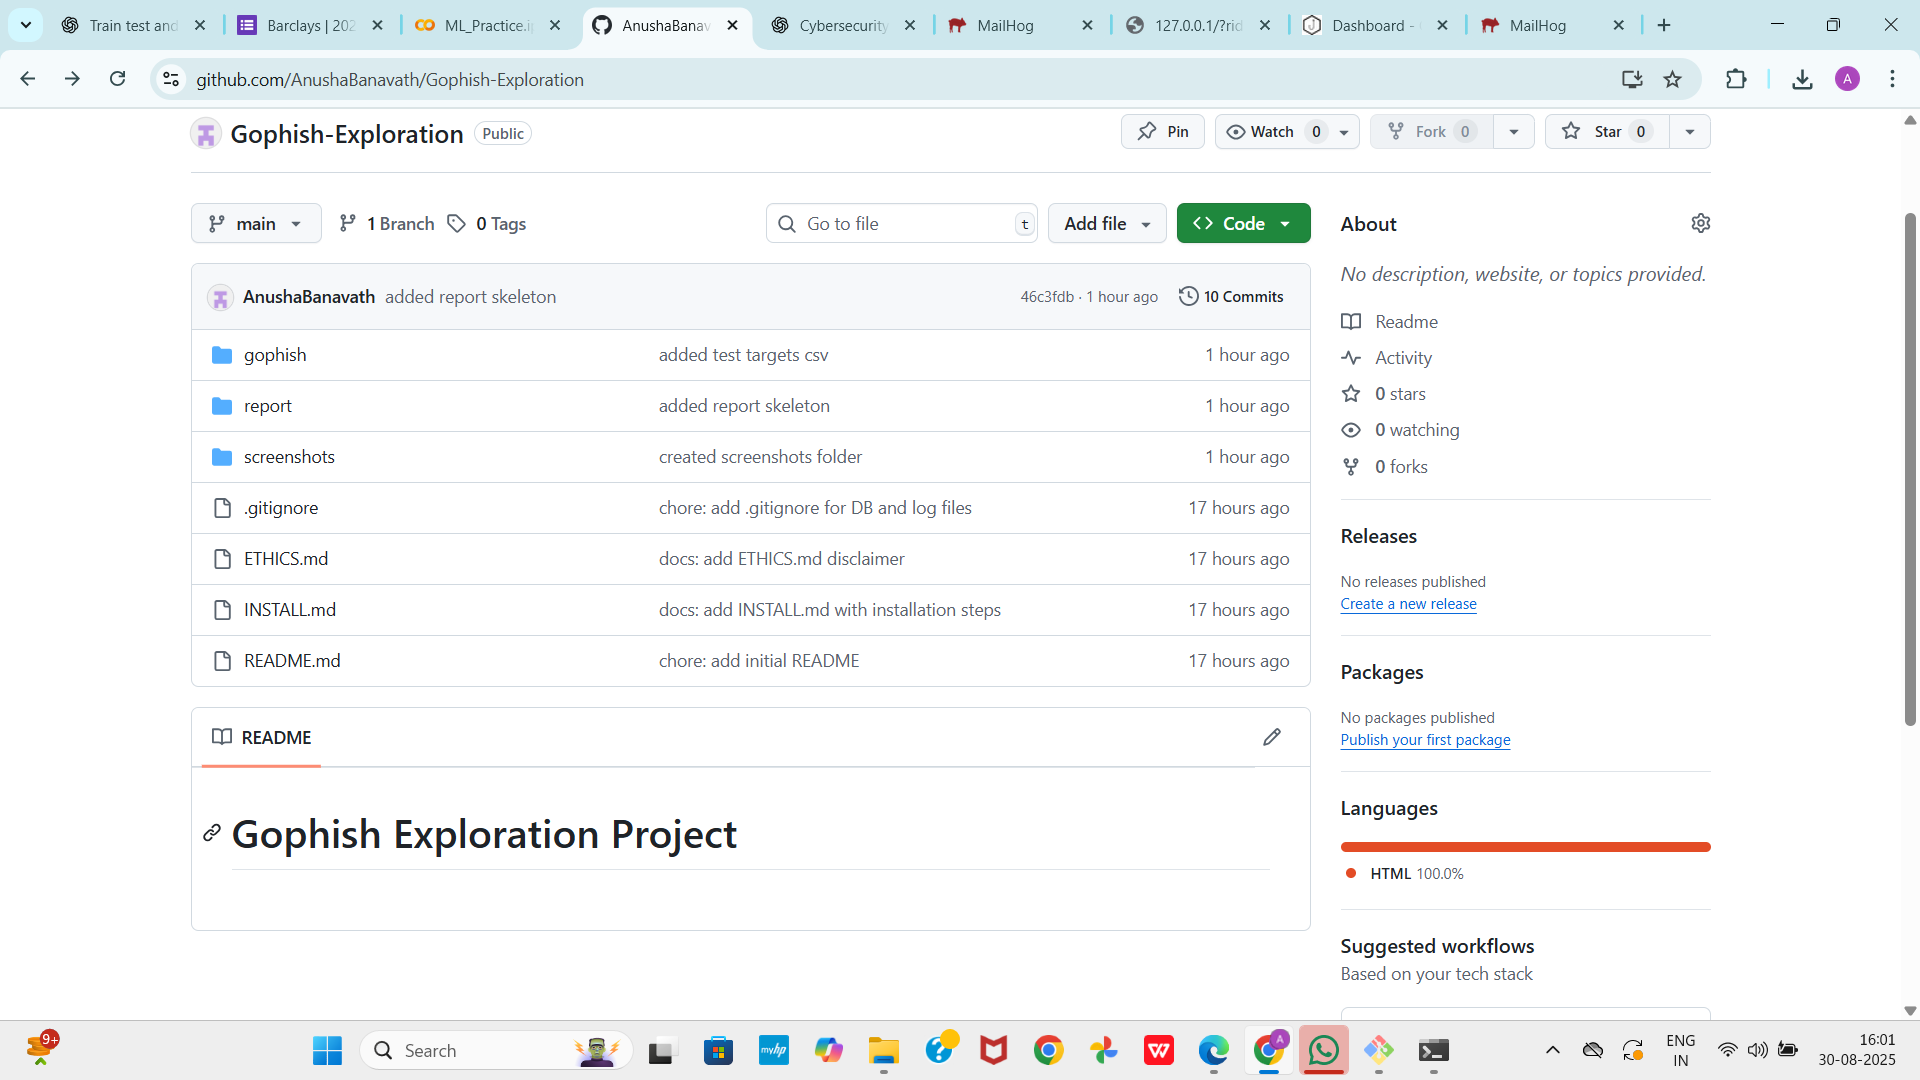 Train test and
Barclays | 202
ML_Practice.i
AnushaBanav
Cybersecurity
MailHog
127.0.0.1/?rid
Dashboard -
MailHog
github.com/AnushaBanavath/Gophish-Exploration
A
Gophish-Exploration Public
Pin
Watch 0
Fork 0
Star 0
main
1 Branch
0 Tags
Go to file t
Add file
Code
About
No description, website, or topics provided.
AnushaBanavath added report skeleton 46c3fdb · 1 hour ago 10 Commits
gophish added test targets csv 1 hour ago
report added report skeleton 1 hour ago
screenshots created screenshots folder 1 hour ago
.gitignore chore: add .gitignore for DB and log files 17 hours ago
ETHICS.md docs: add ETHICS.md disclaimer 17 hours ago
INSTALL.md docs: add INSTALL.md with installation steps 17 hours ago
README.md chore: add initial README 17 hours ago
Readme
Activity
0 stars
0 watching
0 forks
Releases
No releases published
Create a new release
Packages
No packages published
Publish your first package
Languages
HTML 100.0%
Suggested workflows
Based on your tech stack
README
Gophish Exploration Project
9+
Search
myhp
A
ENG
IN
16:01
30-08-2025